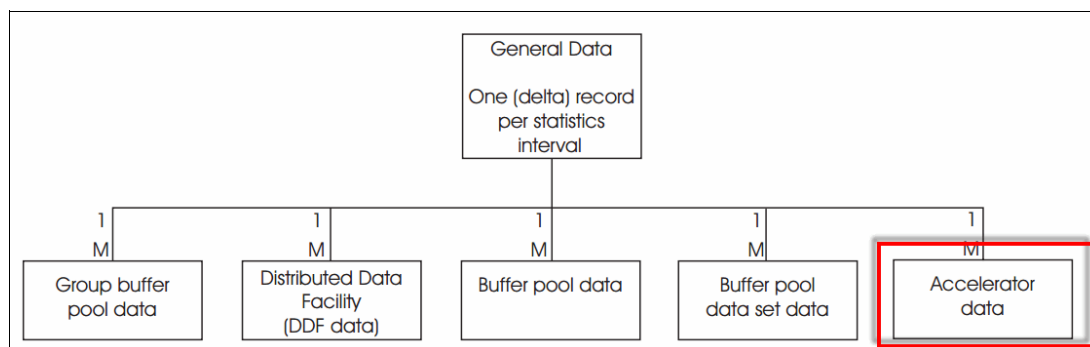 General Data
One (delta) record
per statistics
interval
1
1
1
1
1
M
M
M
M
M
Group buffer
pool data
Distributed Data
Facility
(DDF data)
Buffer pool data
Buffer pool
data set data
Accelerator
data